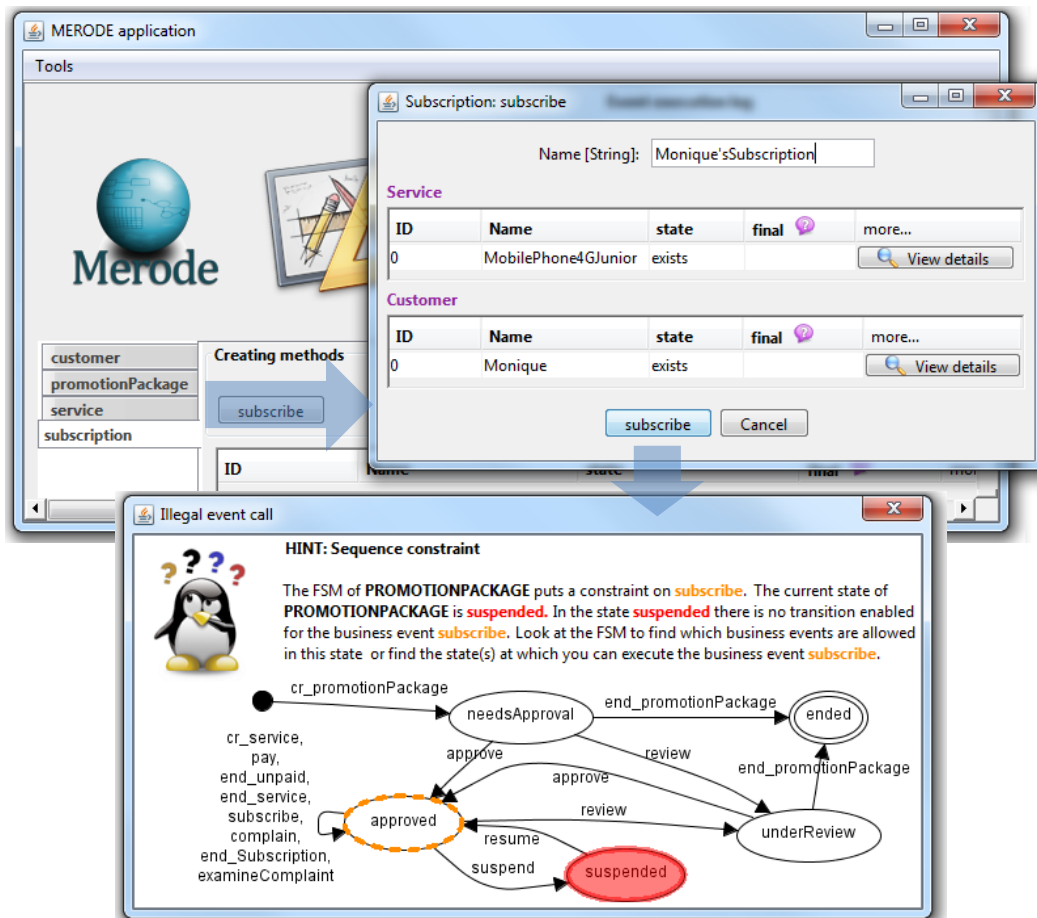 MERODE application
Tools
Subscription: subscribe
Name [String]: Monique'sSubscription
Service
ID Name state final more...
0 MobilePhone4GJunior exists View details
Customer
ID Name state final more...
0 Monique exists View details
subscribe Cancel
Merode
customer
promotionPackage
service
subscription
Creating methods
subscribe
ID Name state final
Illegal event call
HINT: Sequence constraint
The FSM of PROMOTIONPACKAGE puts a constraint on subscribe. The current state of
PROMOTIONPACKAGE is suspended. In the state suspended there is no transition enabled
for the business event subscribe. Look at the FSM to find which business events are allowed
in this state or find the state(s) at which you can execute the business event subscribe.
cr_promotionPackage
needsApproval
end_promotionPackage
ended
cr_service,
pay,
end_unpaid,
end_service,
subscribe,
complain,
end_Subscription,
examineComplaint
approve
review
approve
end_promotionPackage
review
approved
underReview
resume
suspend
suspended